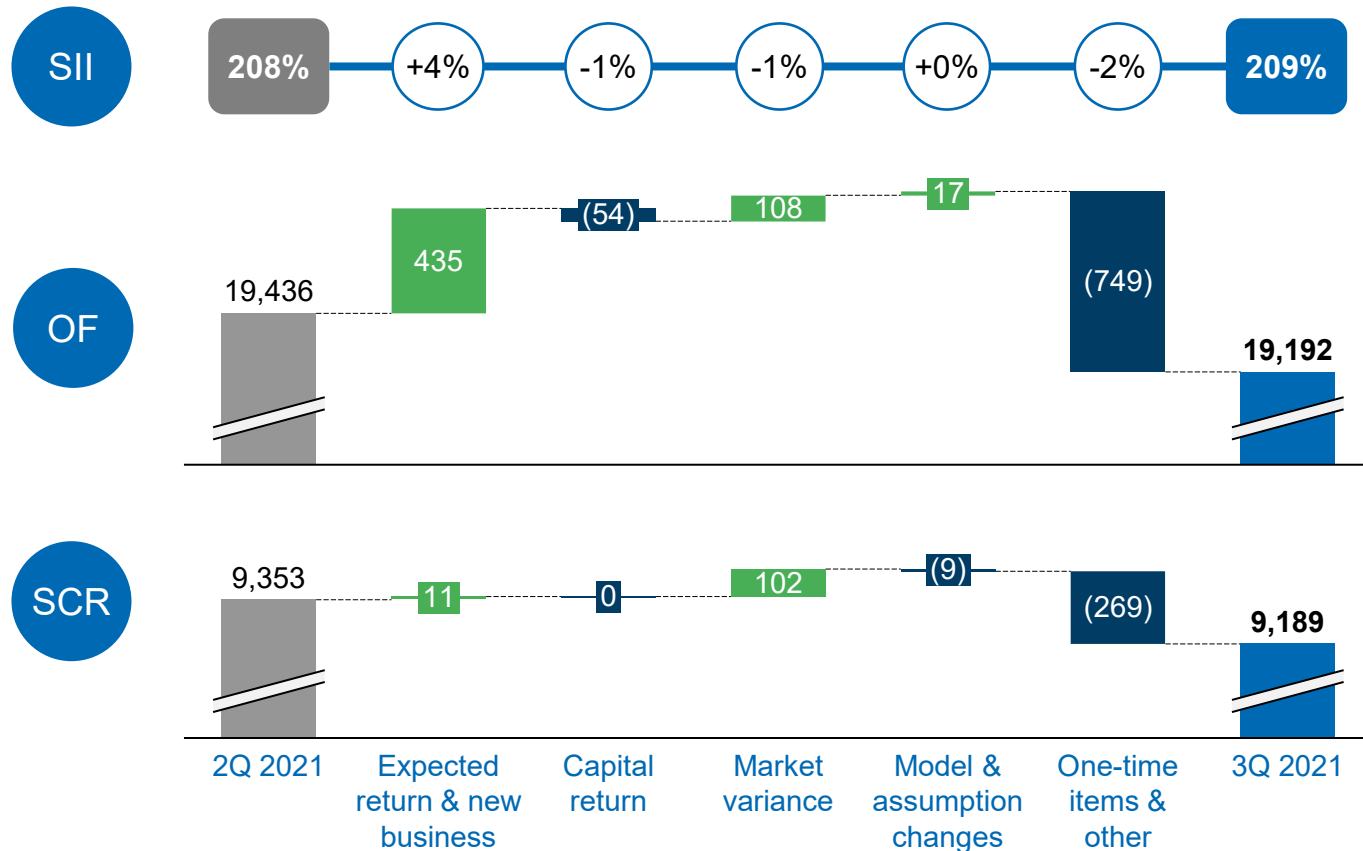 SII
208%
+4%
-1%
-1%
+0%
-2%
209%
OF
19,436
435
(54)
108
17
(749)
19,192
SCR
9,353
11
0
102
(9)
(269)
9,189
2Q 2021
Expected
return & new
business
Capital
return
Market
variance
Model &
assumption
changes
One-time
items &
other
3Q 2021